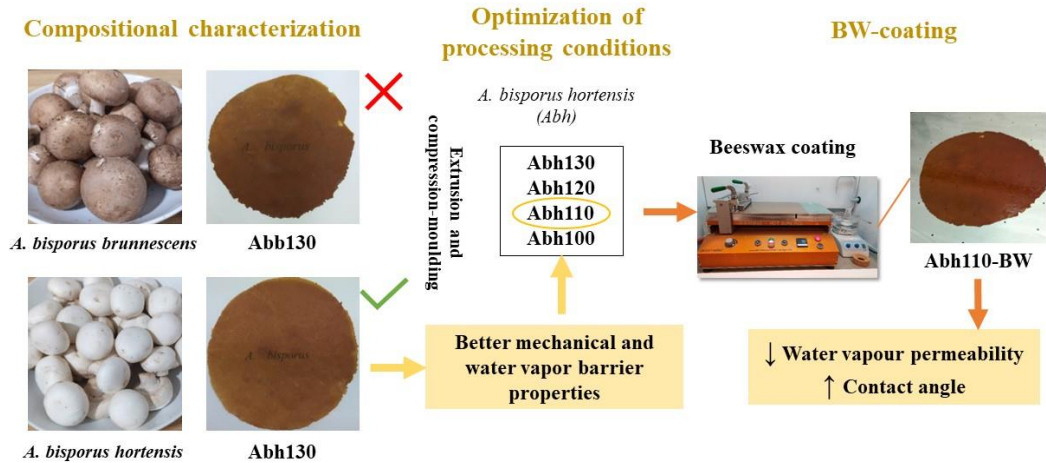 Compositional characterization
A. bisporus
A. bisporus brunnescens
Abb130
A. bisporus
A. bisporus hortensis
Abh130
Extrusion and
compression-moulding
Optimization of
processing conditions
A. bisporus hortensis
(Abh)
Abh130
Abh120
Abh110
Abh100
Better mechanical and
water vapor barrier
properties
BW-coating
Beeswax coating
Abh110-BW
↓ Water vapour permeability
↑ Contact angle